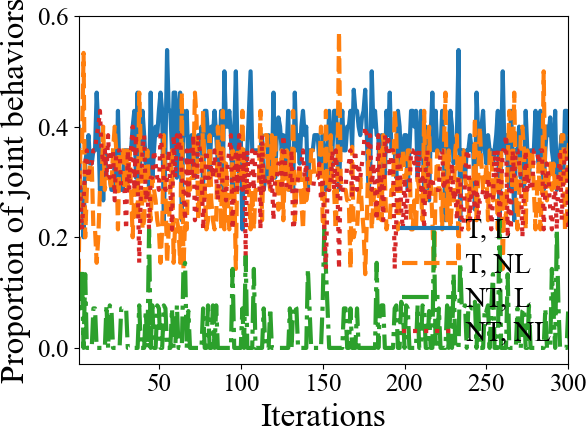 Proportion of joint behaviors
0.6
0.4
0.2
0.0
T, L
T, NL
NT, L
NT, NL
50
100
150
200
250
300
Iterations